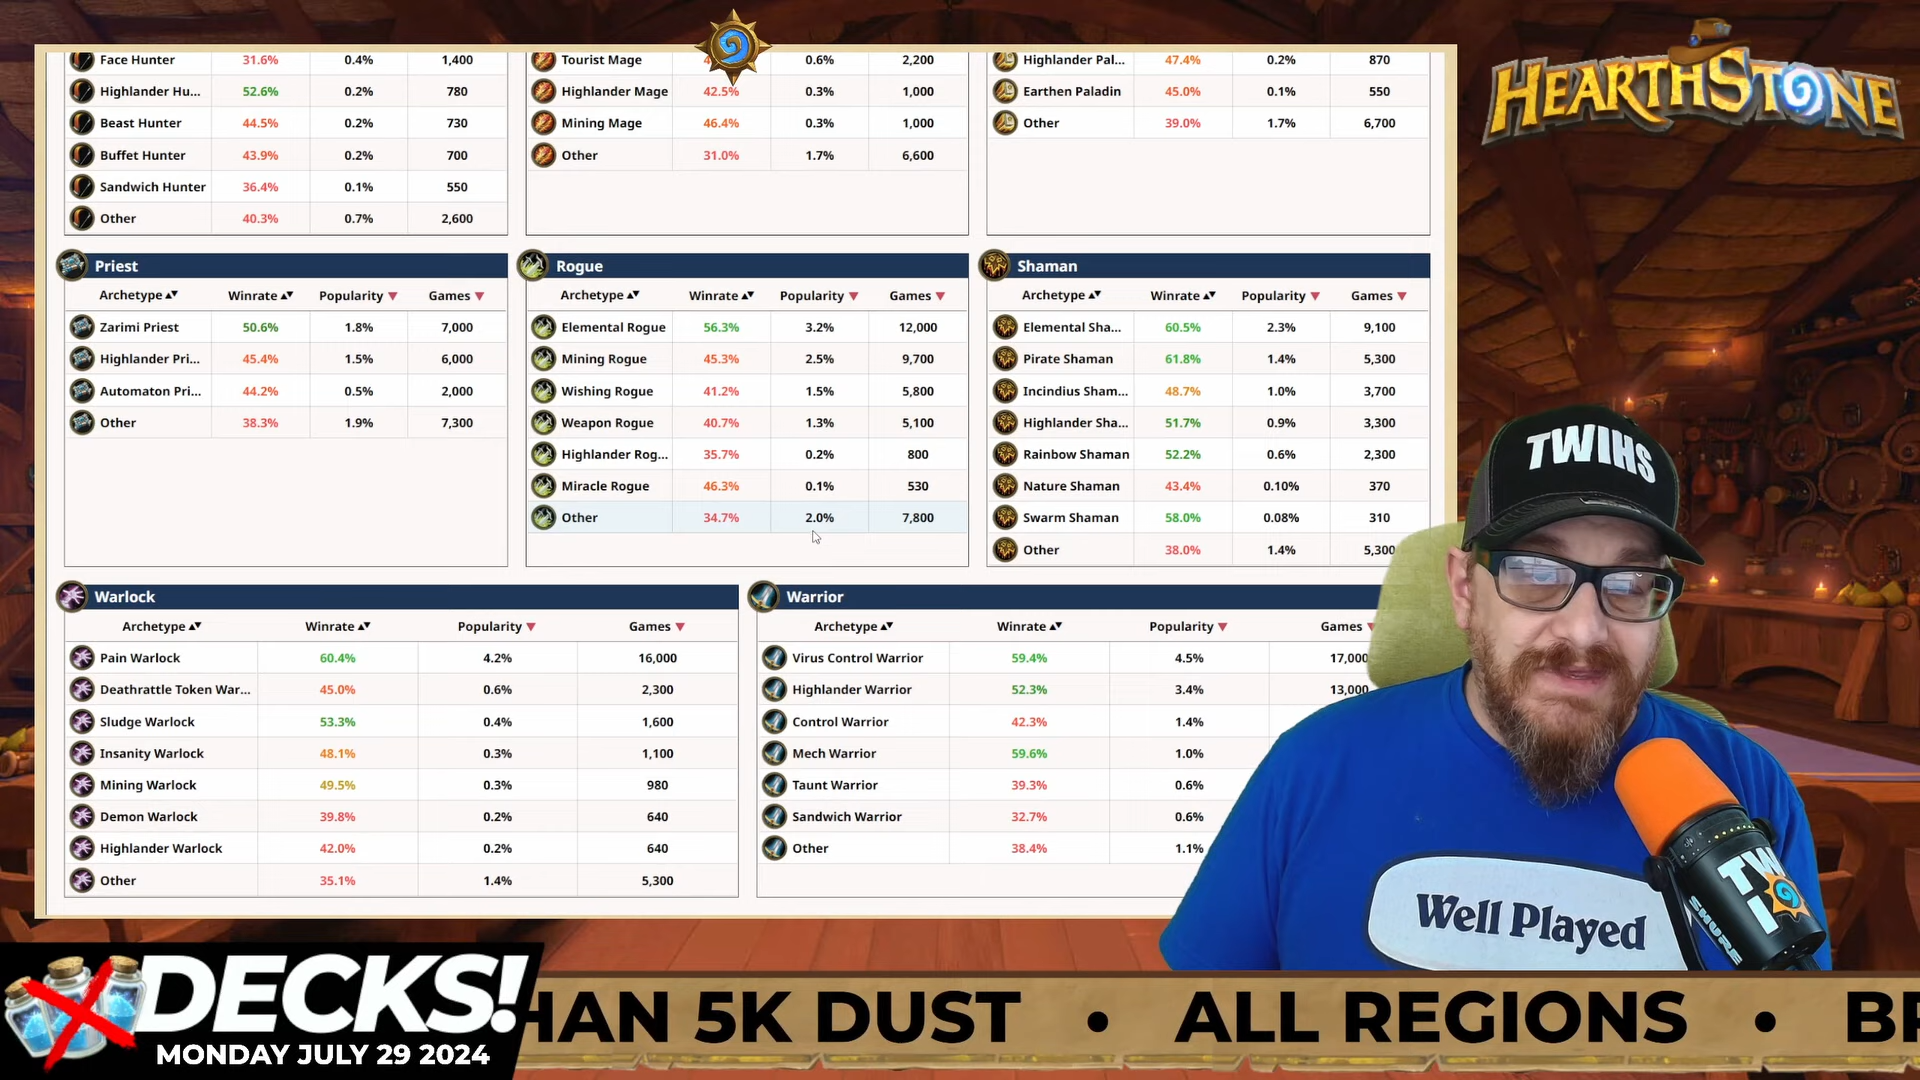 Face Hunter 31.6% 0.4% 1,400
Highlander Hu... 52.6% 0.2% 780
Beast Hunter 44.5% 0.2% 730
Buffet Hunter 43.9% 0.2% 700
Sandwich Hunter 36.4% 0.1% 550
Other 40.3% 0.7% 2,600
Tourist Mage 0.6% 2,200
Highlander Mage 42.5% 0.3% 1,000
Mining Mage 46.4% 0.3% 1,000
Other 31.0% 1.7% 6,600
Highlander Pal... 47.4% 0.2% 870
Earthen Paladin 45.0% 0.1% 550
Other 39.0% 1.7% 6,700
HEARTHSTONE
Priest
Archetype Winrate Popularity Games
Zarimi Priest 50.6% 1.8% 7,000
Highlander Pri... 45.4% 1.5% 6,000
Automaton Pri... 44.2% 0.5% 2,000
Other 38.3% 1.9% 7,300
Rogue
Archetype Winrate Popularity Games
Elemental Rogue 56.3% 3.2% 12,000
Mining Rogue 45.3% 2.5% 9,700
Wishing Rogue 41.2% 1.5% 5,800
Weapon Rogue 40.7% 1.3% 5,100
Highlander Rog... 35.7% 0.2% 800
Miracle Rogue 46.3% 0.1% 530
Other 34.7% 2.0% 7,800
Shaman
Archetype Winrate Popularity Games
Elemental Sha... 60.5% 2.3% 9,100
Pirate Shaman 61.8% 1.4% 5,300
Incindius Sham... 48.7% 1.0% 3,700
Highlander Sha... 51.7% 0.9% 3,300
Rainbow Shaman 52.2% 0.6% 2,300
Nature Shaman 43.4% 0.10% 370
Swarm Shaman 58.0% 0.08% 310
Other 38.0% 1.4% 5,300
Warlock
Archetype Winrate Popularity Games
Pain Warlock 60.4% 4.2% 16,000
Deathrattle Token War... 45.0% 0.6% 2,300
Sludge Warlock 53.3% 0.4% 1,600
Insanity Warlock 48.1% 0.3% 1,100
Mining Warlock 49.5% 0.3% 980
Demon Warlock 39.8% 0.2% 640
Highlander Warlock 42.0% 0.2% 640
Other 35.1% 1.4% 5,300
Warrior
Archetype Winrate Popularity Games
Virus Control Warrior 59.4% 4.5% 17,000
Highlander Warrior 52.3% 3.4% 13,000
Control Warrior 42.3% 1.4%
Mech Warrior 59.6% 1.0%
Taunt Warrior 39.3% 0.6%
Sandwich Warrior 32.7% 0.6%
Other 38.4% 1.1%
TWIHS
Well Played
TW
SHURE
DECKS!
MONDAY JULY 29 2024
HAN 5K DUST • ALL REGIONS • BR